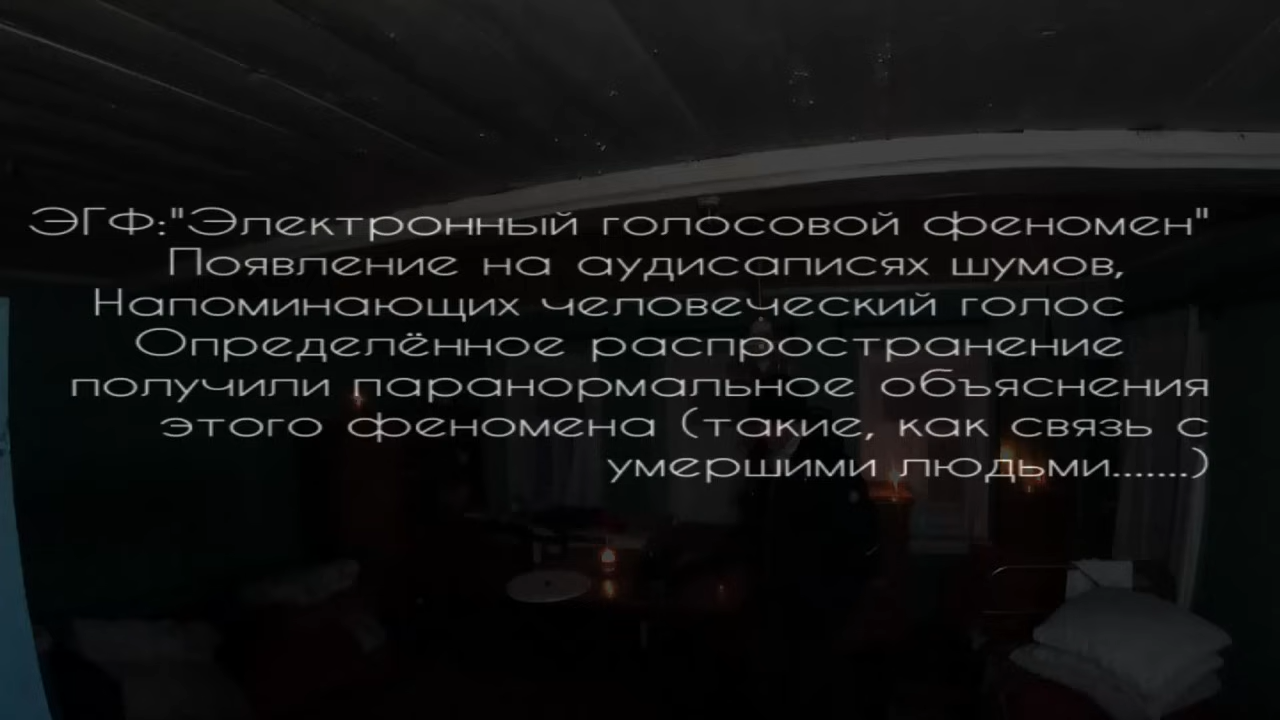 ЭГФ:"Электронный голосовой феномен"
Появление на аудисаписях шумов,
Напоминающих человеческий голос
Определённое распространение
получили паранормальное объяснения
этого феномена (такие, как связь с
умершими людьми.......)